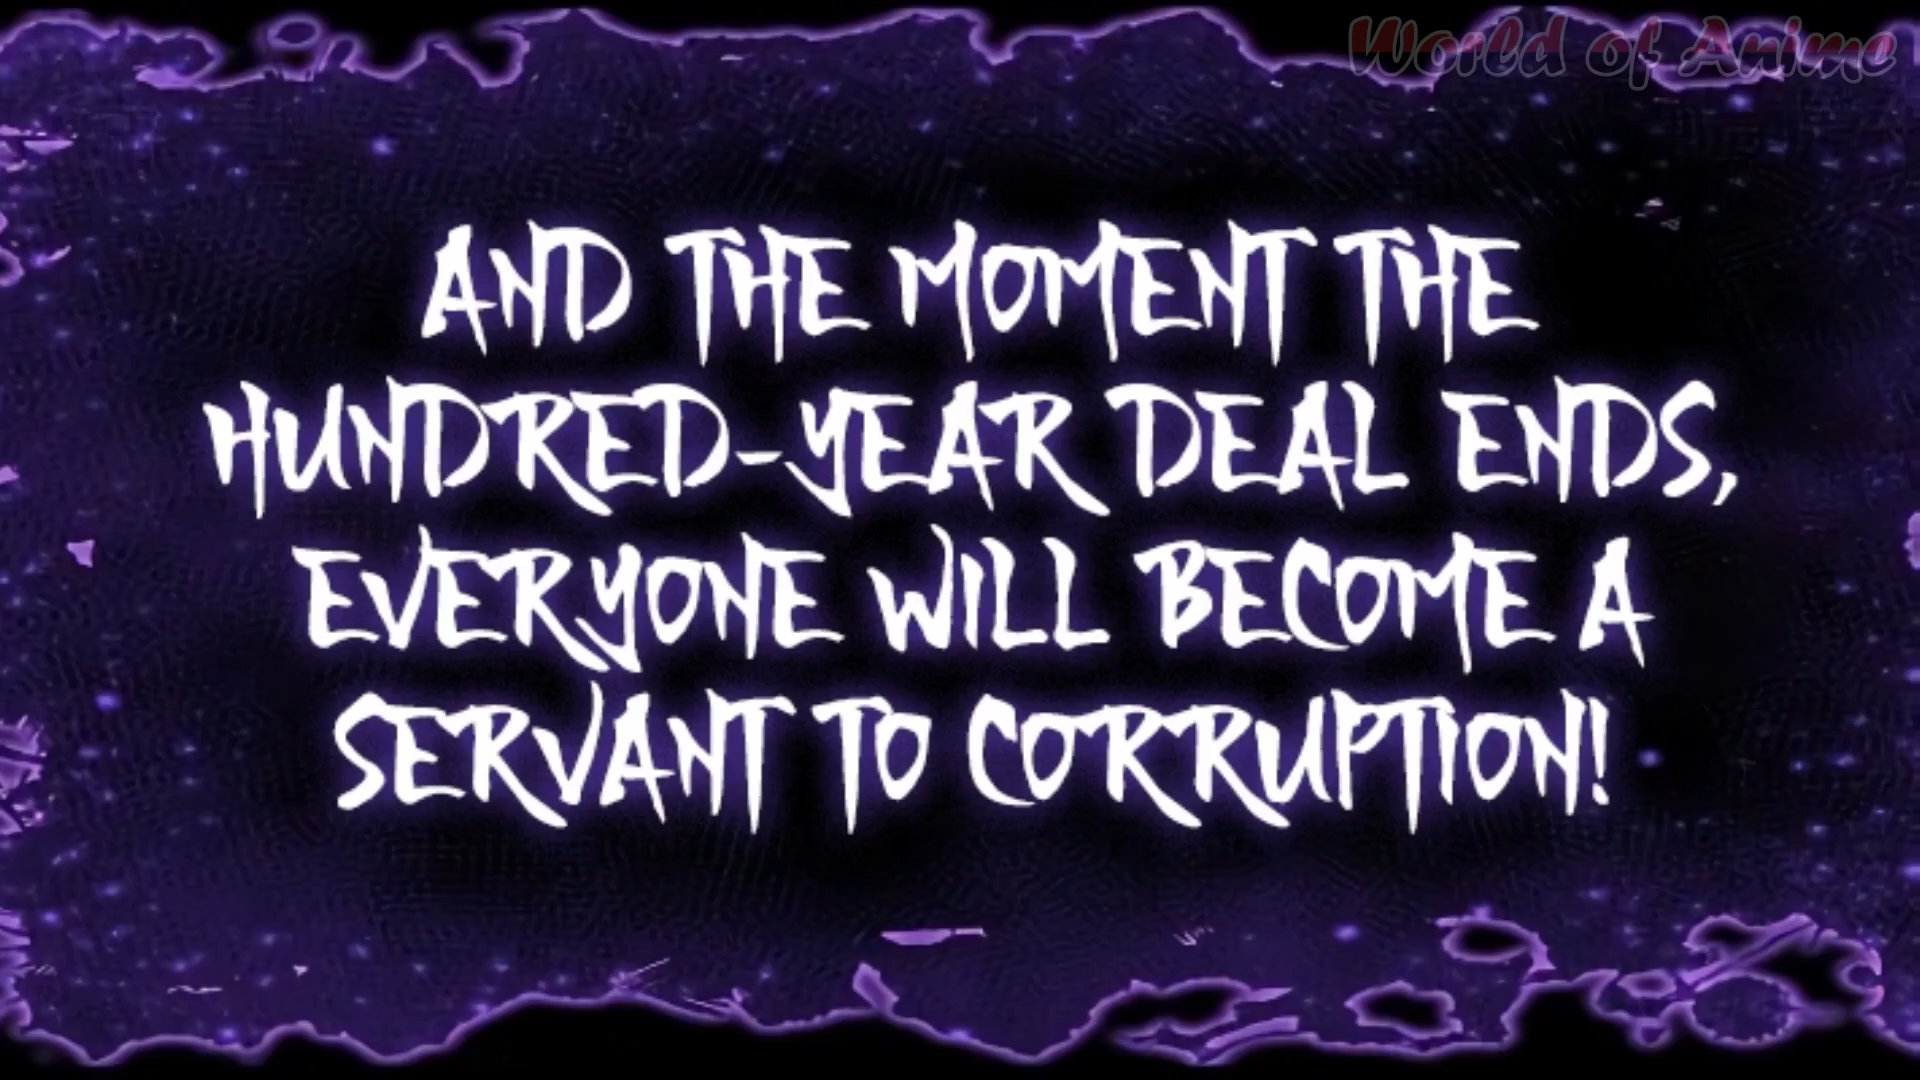 World of Anime
AND THE MOMENT THE
HUNDRED-YEAR DEAL ENDS,
EVERYONE WILL BECOME A
SERVANT TO CORRUPTION!